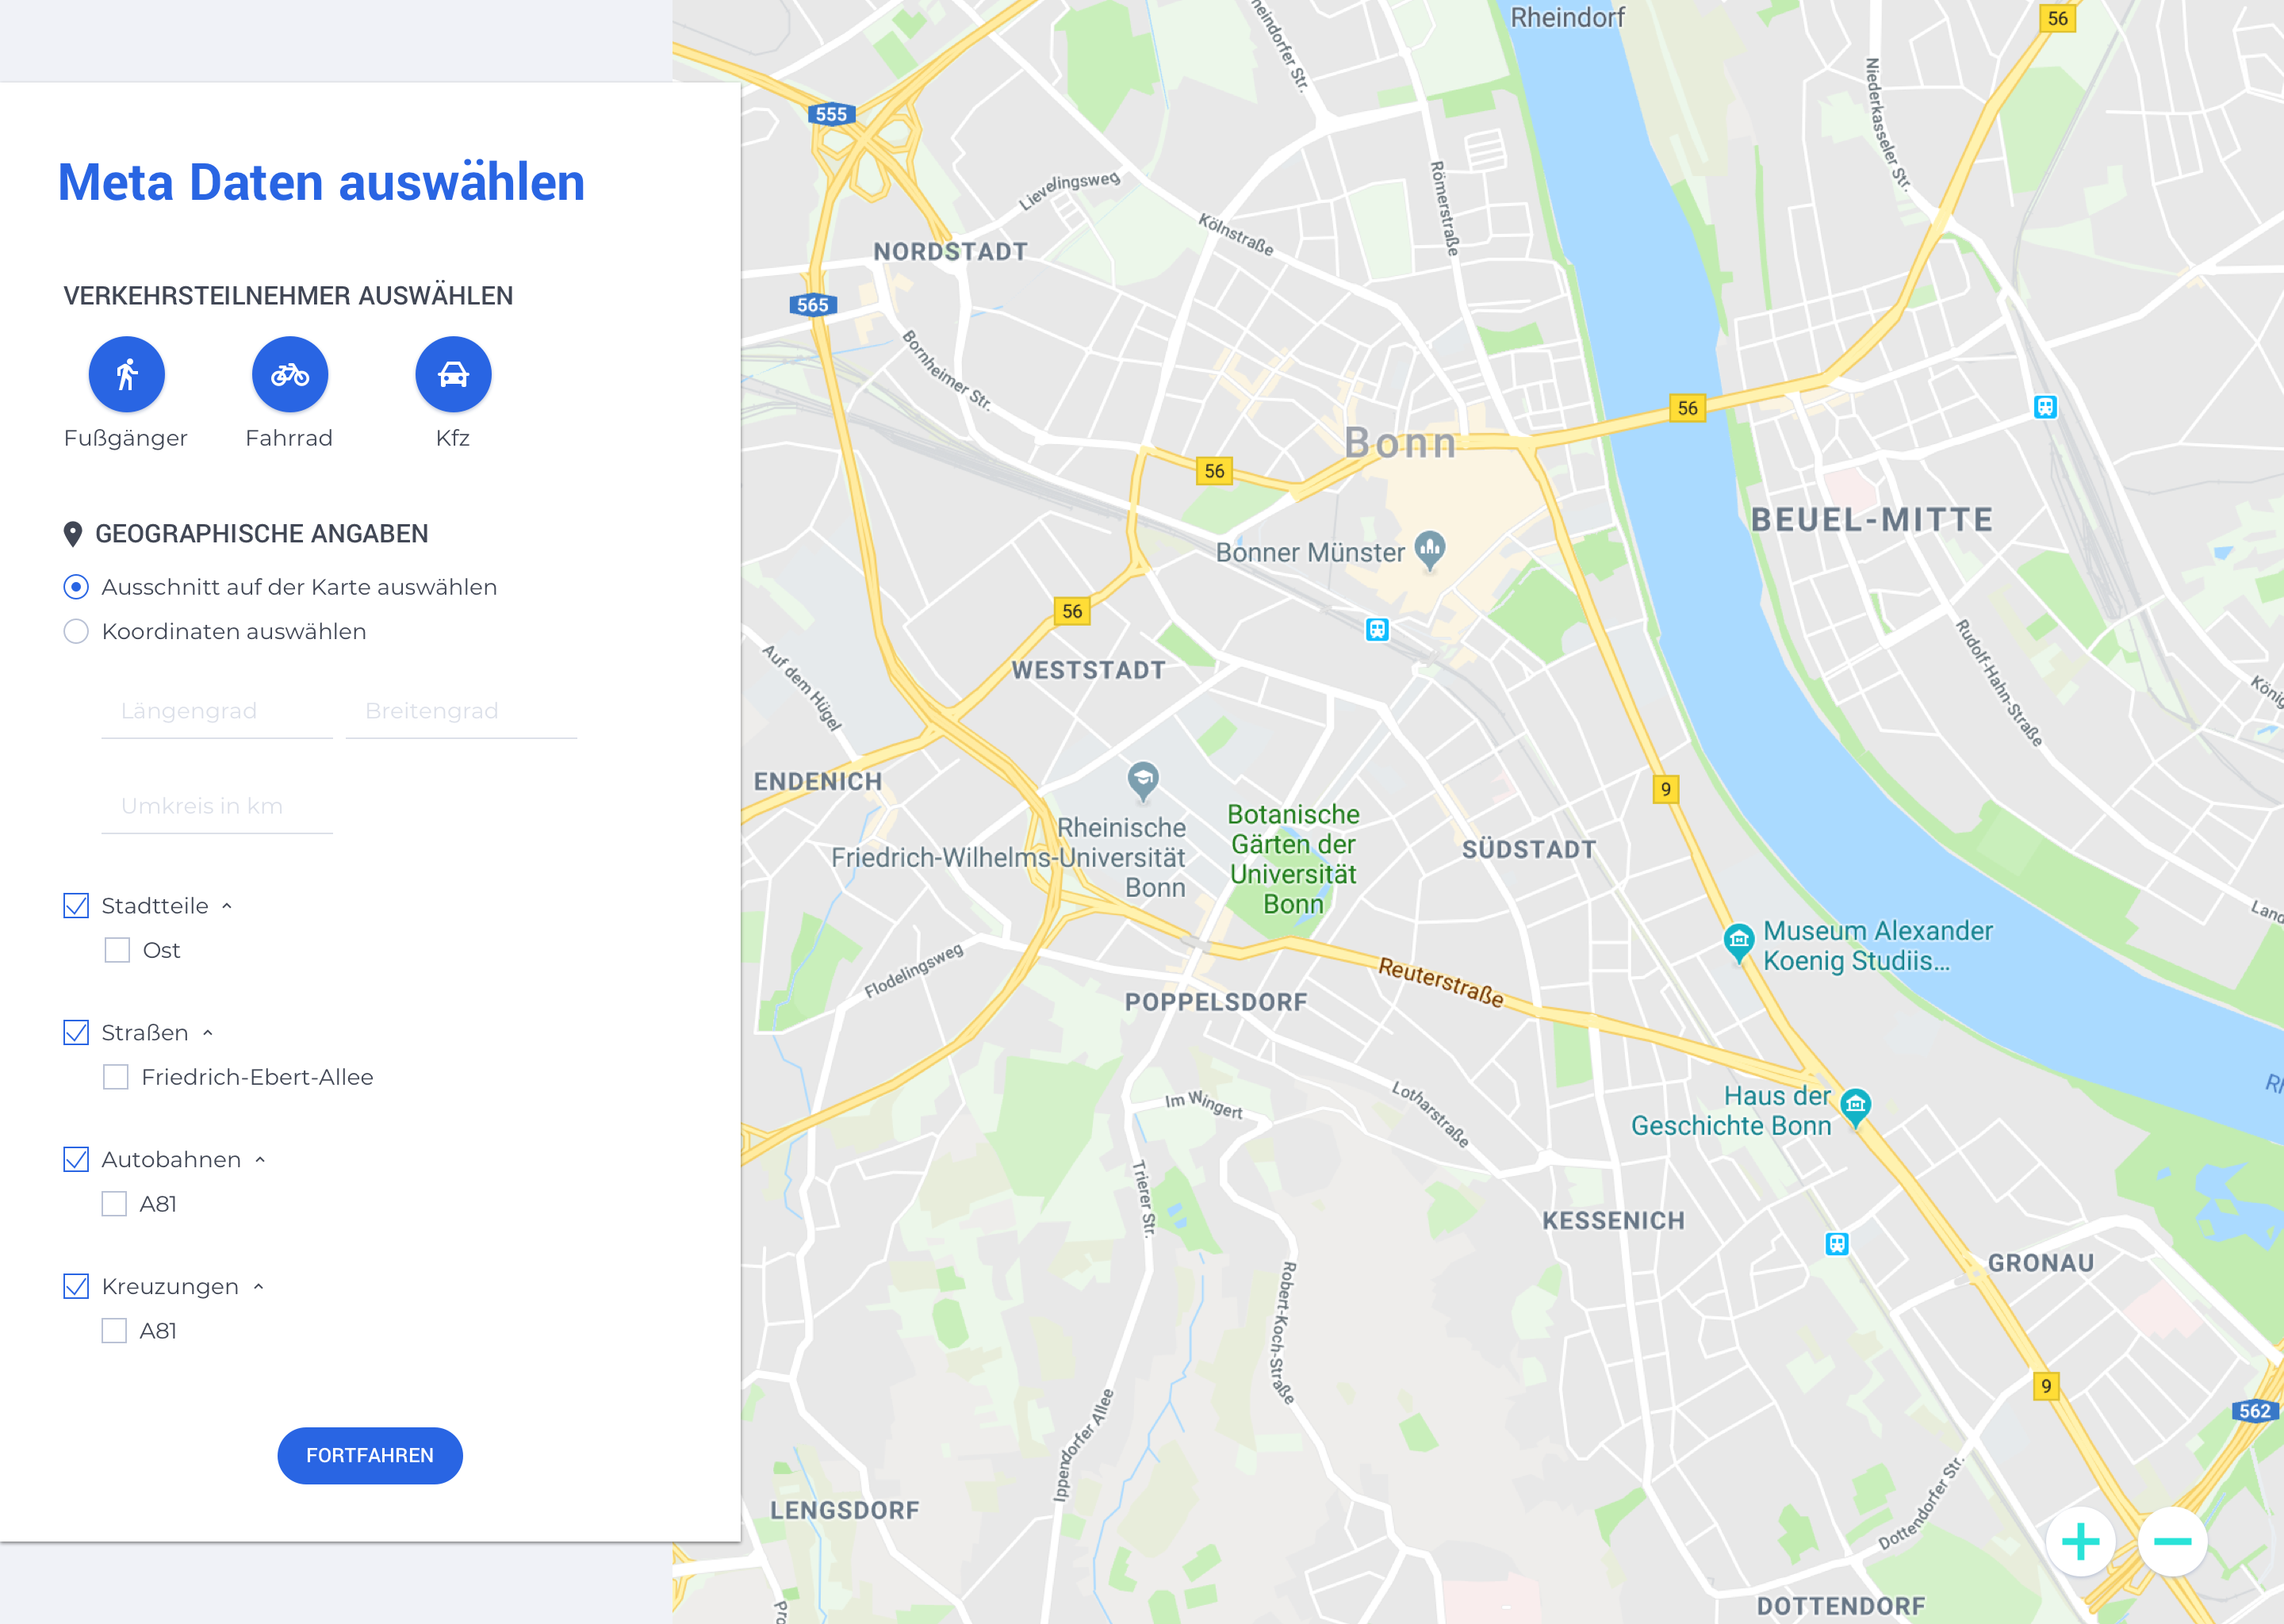 Meta Daten auswählen
VERKEHRSTEILNEHMER AUSWÄHLEN
Fußgänger
Fahrrad
Kfz
GEOGRAPHISCHE ANGABEN
Ausschnitt auf der Karte auswählen
Koordinaten auswählen
Längengrad
Breitengrad
Umkreis in km
Stadtteile
Ost
Straßen
Friedrich-Ebert-Allee
Autobahnen
A81
Kreuzungen
A81
FORTFAHREN
Rheindorf
56
555
Lievelingsweg
Kölnstraße
Römerstraße
Niederkasseler Str.
NORDSTADT
565
Bornheimer Str.
56
Bonn
56
BEUEL-MITTE
Bonner Münster
56
WESTSTADT
Auf dem Hügel
Rudolf-Hahn-Straße
ENDENICH
9
Rheinische
Friedrich-Wilhelms-Universität
Bonn
Botanische
Gärten der
Universität
Bonn
SÜDSTADT
Museum Alexander
Koenig Studiis...
Flodelingsweg
Reuterstraße
POPPELSDORF
Im Wingert
Lotharstraße
Haus der
Geschichte Bonn
Trierer Str.
KESSENICH
GRONAU
Robert-Koch-Straße
9
562
Ippendorfer Allee
LENGSDORF
Dottendorfer Str.
DOTTENDORF